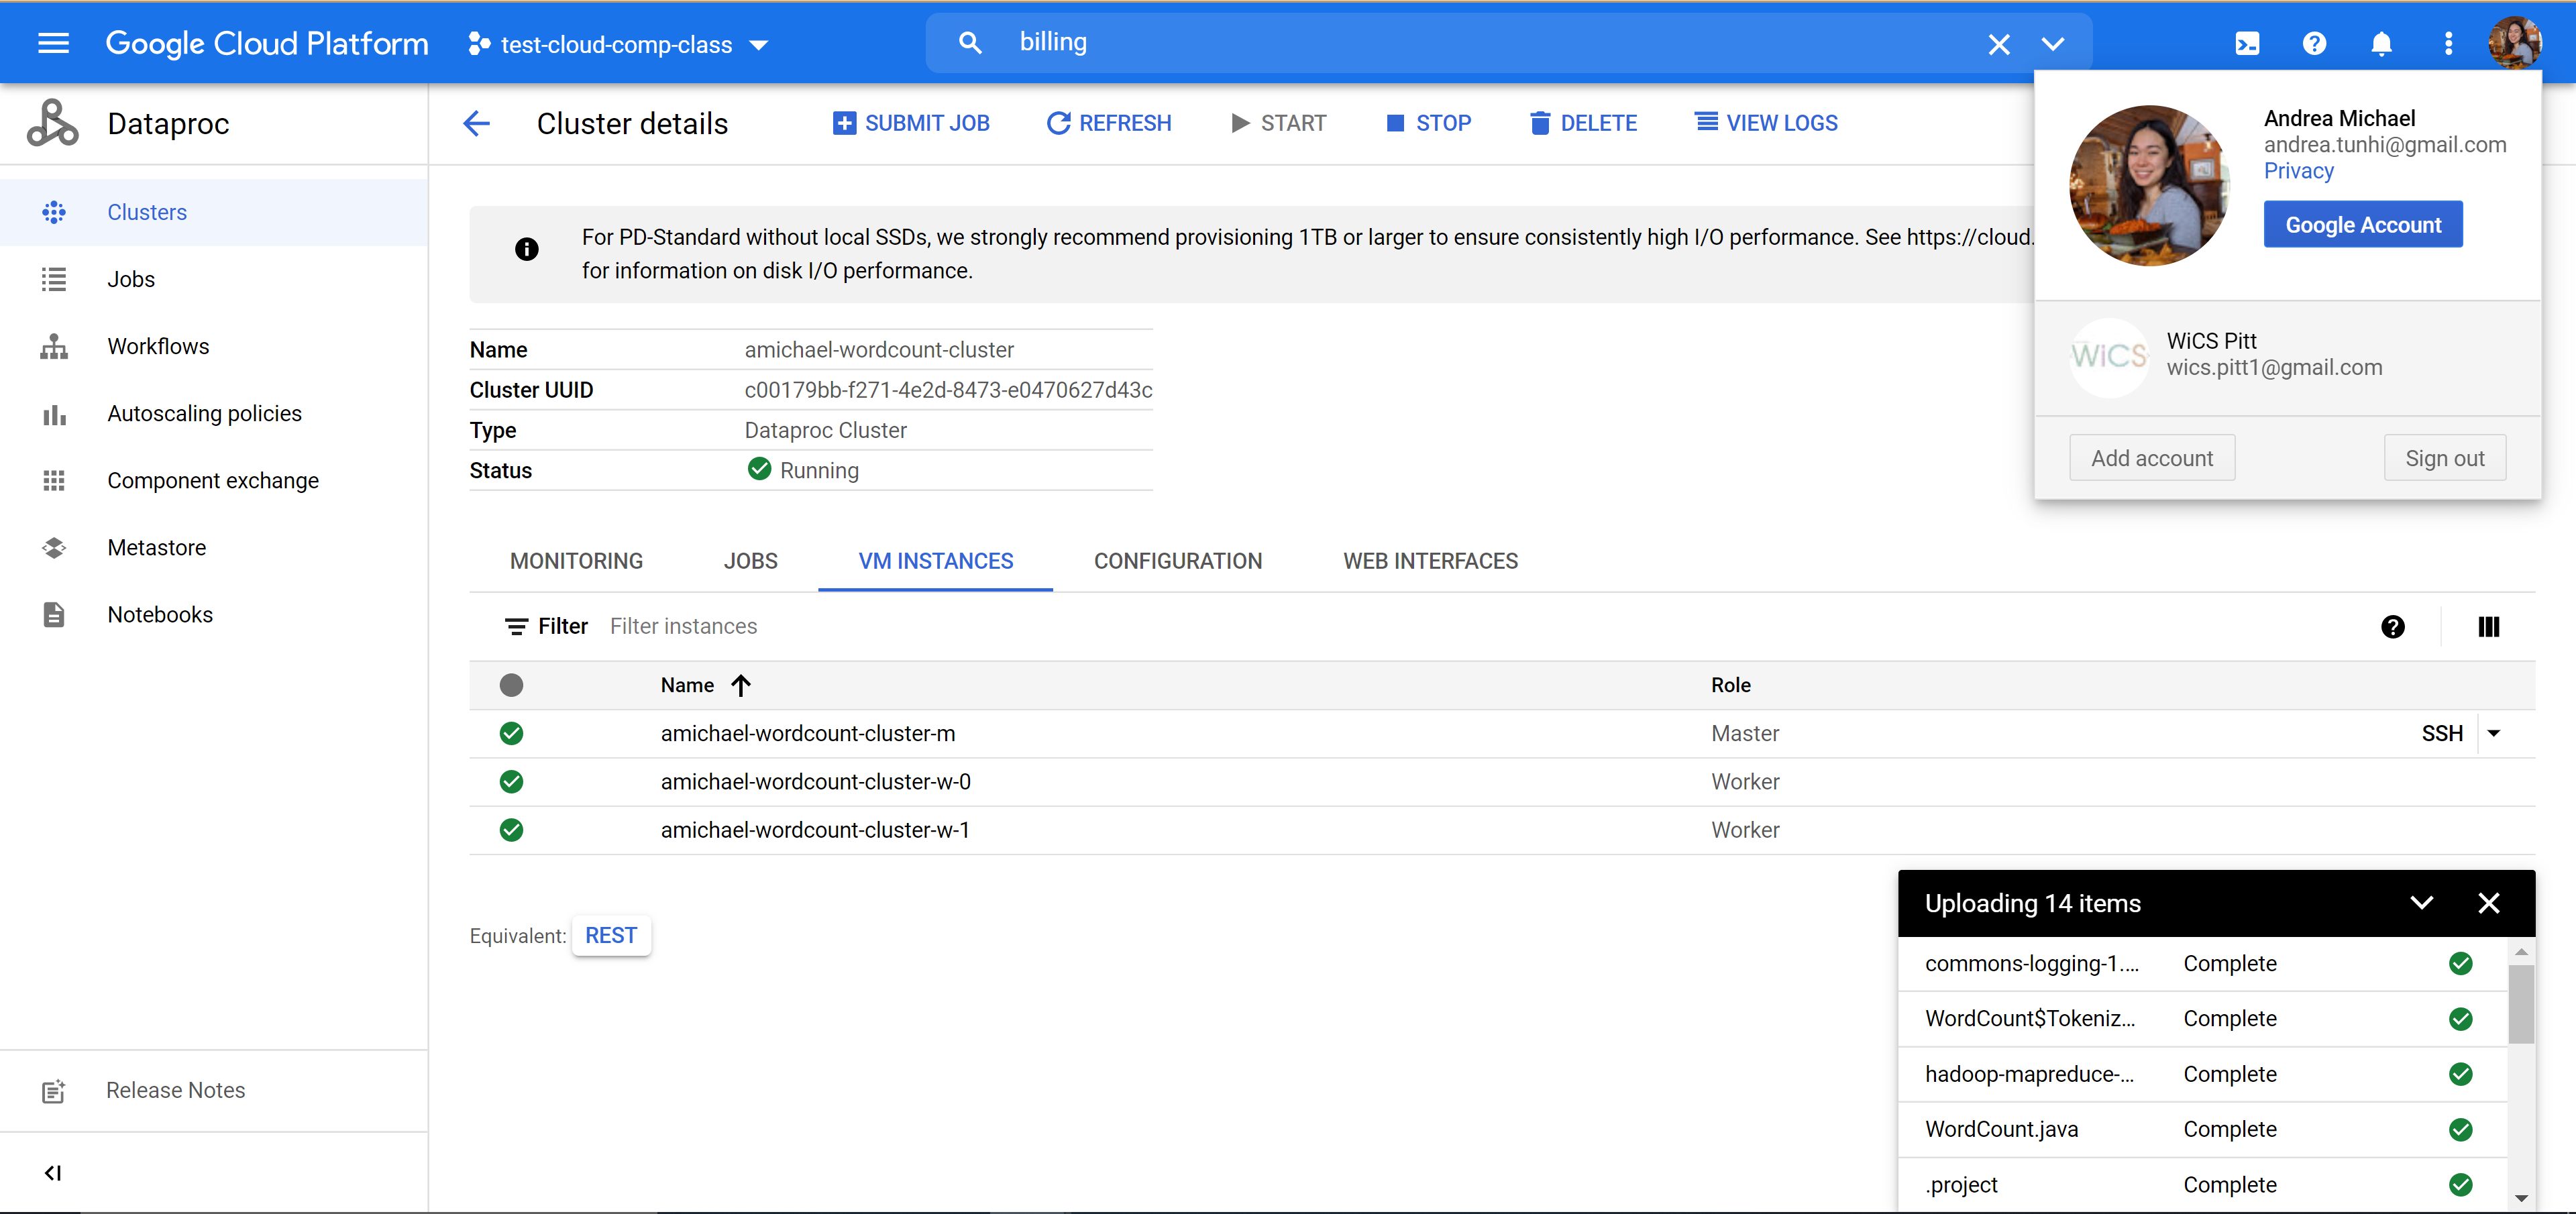 Google Cloud Platform
test-cloud-comp-class
billing
Dataproc
Clusters
Jobs
Workflows
Autoscaling policies
Component exchange
Metastore
Notebooks
Release Notes
Cluster details
SUBMIT JOB
REFRESH
START
STOP
DELETE
VIEW LOGS
For PD-Standard without local SSDs, we strongly recommend provisioning 1TB or larger to ensure consistently high I/O performance. See https://cloud.
for information on disk I/O performance.
Name amichael-wordcount-cluster
Cluster UUID c00179bb-f271-4e2d-8473-e0470627d43c
Type Dataproc Cluster
Status Running
MONITORING JOBS VM INSTANCES CONFIGURATION WEB INTERFACES
Filter Filter instances
Name Role
amichael-wordcount-cluster-m Master SSH
amichael-wordcount-cluster-w-0 Worker
amichael-wordcount-cluster-w-1 Worker
Equivalent: REST
Andrea Michael
andrea.tunhi@gmail.com
Privacy
Google Account
WiCS
WiCS Pitt
wics.pitt1@gmail.com
Add account
Sign out
Uploading 14 items
commons-logging-1.... Complete
WordCount$Tokeniz... Complete
hadoop-mapreduce-... Complete
WordCount.java Complete
.project Complete